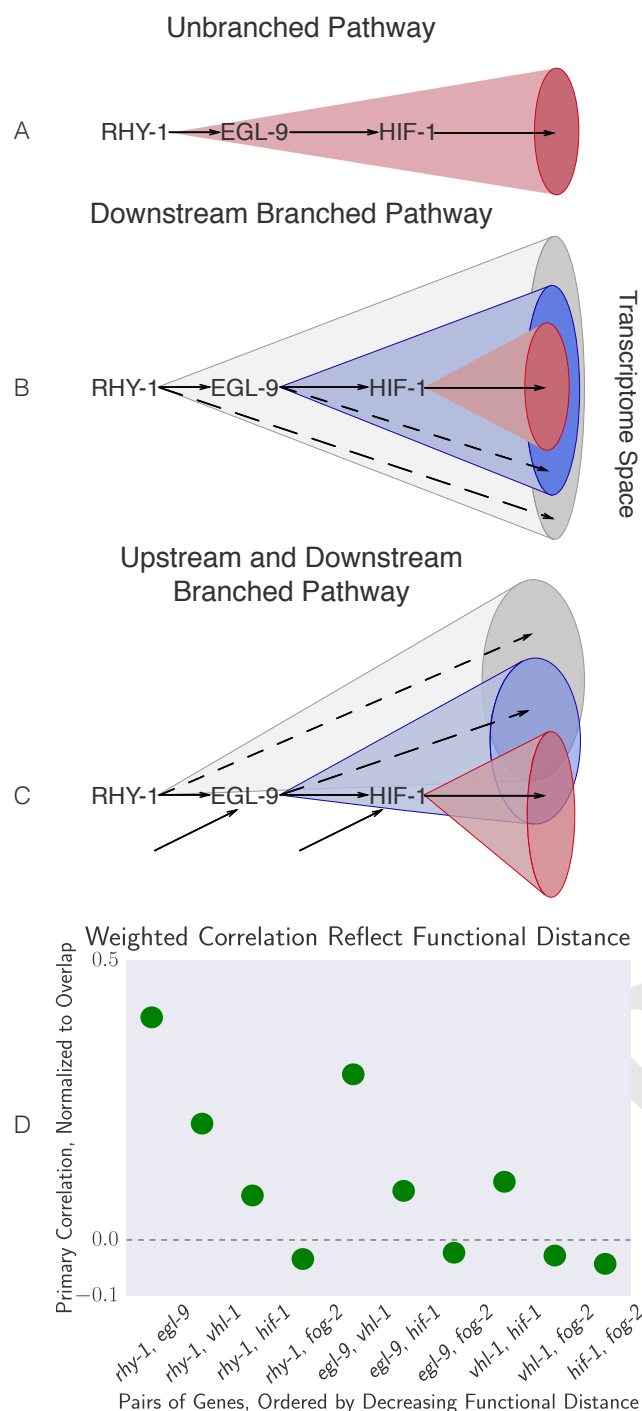 Unbranched Pathway
A
RHY-1 EGL-9 HIF-1
Downstream Branched Pathway
Transcriptome Space
B
RHY-1 EGL-9 HIF-1
Upstream and Downstream
Branched Pathway
C
RHY-1 EGL-9 HIF-1
Weighted Correlation Reflect Functional Distance
D
Primary Correlation, Normalized to Overlap
0.5
0.0
−0.1
rhy-1, egl-9
rhy-1, vhl-1
rhy-1, hif-1
rhy-1, fog-2
egl-9, vhl-1
egl-9, hif-1
egl-9, fog-2
vhl-1, hif-1
vhl-1, fog-2
hif-1, fog-2
Pairs of Genes, Ordered by Decreasing Functional Distance